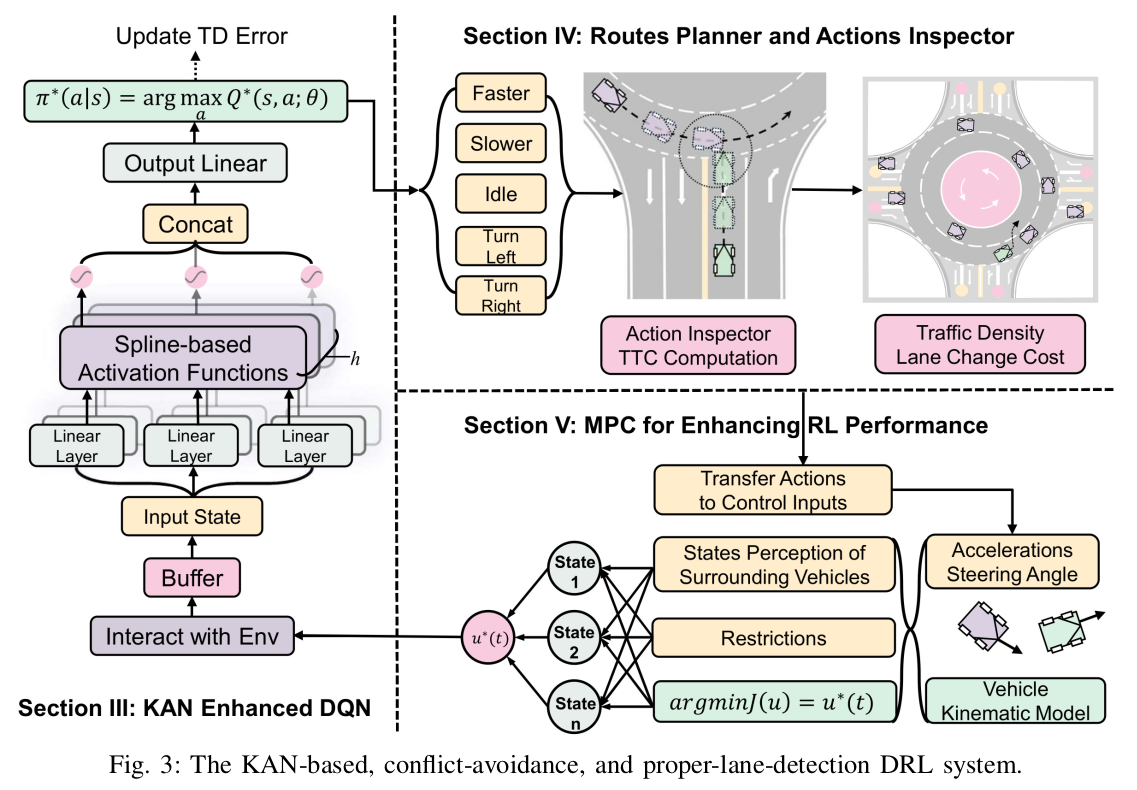 Update TD Error
π*(a|s) = arg max Q*(s, a; θ)
a
Output Linear
Concat
Spline-based
Activation Functions
h
Linear
Layer
Linear
Layer
Linear
Layer
Input State
Buffer
Interact with Env
Section III: KAN Enhanced DQN
Section IV: Routes Planner and Actions Inspector
Faster
Slower
Idle
Turn
Left
Turn
Right
Action Inspector
TTC Computation
Traffic Density
Lane Change Cost
Section V: MPC for Enhancing RL Performance
Transfer Actions
to Control Inputs
States Perception of
Surrounding Vehicles
Accelerations
Steering Angle
Restrictions
argminJ(u) = u*(t)
Vehicle
Kinematic Model
State
1
State
2
State
n
u*(t)
Fig. 3: The KAN-based, conflict-avoidance, and proper-lane-detection DRL system.